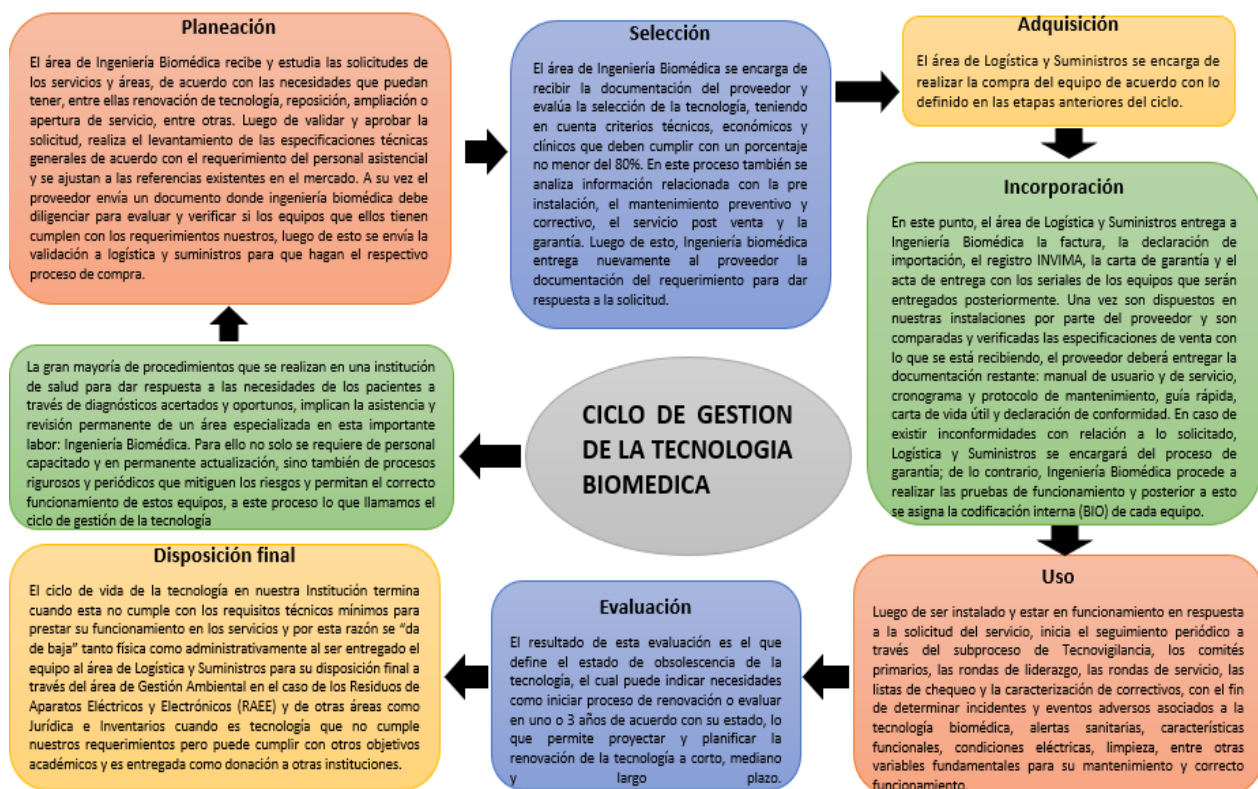 Planeación
El área de Ingeniería Biomédica recibe y estudia las solicitudes de
los servicios y áreas, de acuerdo con las necesidades que puedan
tener, entre ellas renovación de tecnología, reposición, ampliación o
apertura de servicio, entre otras. Luego de validar y aprobar la
solicitud, realiza el levantamiento de las especificaciones técnicas
generales de acuerdo con el requerimiento del personal asistencial
y se ajustan a las referencias existentes en el mercado. A su vez el
proveedor envía un documento donde ingeniería biomédica debe
diligenciar para evaluar y verificar si los equipos que ellos tienen
cumplen con los requerimientos nuestros, luego de esto se envía la
validación a logística y suministros para que hagan el respectivo
proceso de compra.
Selección
El área de Ingeniería Biomédica se encarga de
recibir la documentación del proveedor y
evalúa la selección de la tecnología, teniendo
en cuenta criterios técnicos, económicos y
clínicos que deben cumplir con un porcentaje
no menor del 80%. En este proceso también se
analiza información relacionada con la pre
instalación, el mantenimiento preventivo y
correctivo, el servicio post venta y la
garantía. Luego de esto, Ingeniería biomédica
entrega nuevamente al proveedor la
documentación del requerimiento para dar
respuesta a la solicitud.
Adquisición
El área de Logística y Suministros se encarga de
realizar la compra del equipo de acuerdo con lo
definido en las etapas anteriores del ciclo.
Incorporación
En este punto, el área de Logística y Suministros entrega a
Ingeniería Biomédica la factura, la declaración de
importación, el registro INVIMA, la carta de garantía y el
acta de entrega con los seriales de los equipos que serán
entregados posteriormente. Una vez son dispuestos en
nuestras instalaciones por parte del proveedor y son
comparadas y verificadas las especificaciones de venta con
lo que se está recibiendo, el proveedor deberá entregar la
documentación restante: manual de usuario y de servicio,
cronograma y protocolo de mantenimiento, guía rápida,
carta de vida útil y declaración de conformidad. En caso de
existir inconformidades con relación a lo solicitado,
Logística y Suministros se encargará del proceso de
garantía; de lo contrario, Ingeniería Biomédica procede a
realizar las pruebas de funcionamiento y posterior a esto
se asigna la codificación interna (BIO) de cada equipo.
La gran mayoría de procedimientos que se realizan en una institución
de salud para dar respuesta a las necesidades de los pacientes a
través de diagnósticos acertados y oportunos, implican la asistencia y
revisión permanente de un área especializada en esta importante
labor: Ingeniería Biomédica. Para ello no solo se requiere de personal
capacitado y en permanente actualización, sino también de procesos
rigurosos y periódicos que mitiguen los riesgos y permitan el correcto
funcionamiento de estos equipos, a este proceso lo que llamamos el
ciclo de gestión de la tecnología
CICLO DE GESTION
DE LA TECNOLOGIA
BIOMEDICA
Disposición final
El ciclo de vida de la tecnología en nuestra Institución termina
cuando esta no cumple con los requisitos técnicos mínimos para
prestar su funcionamiento en los servicios y por esta razón se “da
de baja” tanto física como administrativamente al ser entregado el
equipo al área de Logística y Suministros para su disposición final a
través del área de Gestión Ambiental en el caso de los Residuos de
Aparatos Eléctricos y Electrónicos (RAEE) y de otras áreas como
Jurídica e Inventarios cuando es tecnología que no cumple
nuestros requerimientos pero puede cumplir con otros objetivos
académicos y es entregada como donación a otras instituciones.
Evaluación
El resultado de esta evaluación es el que
define el estado de obsolescencia de la
tecnología, el cual puede indicar necesidades
como iniciar proceso de renovación o evaluar
en uno o 3 años de acuerdo con su estado, lo
que permite proyectar y planificar la
renovación de la tecnología a corto, mediano
y largo plazo.
Uso
Luego de ser instalado y estar en funcionamiento en respuesta
a la solicitud del servicio, inicia el seguimiento periódico a
través del subproceso de Tecnovigilancia, los comités
primarios, las rondas de liderazgo, las rondas de servicio, las
listas de chequeo y la caracterización de correctivos, con el fin
de determinar incidentes y eventos adversos asociados a la
tecnología biomédica, alertas sanitarias, características
funcionales, condiciones eléctricas, limpieza, entre otras
variables fundamentales para su mantenimiento y correcto
funcionamiento.